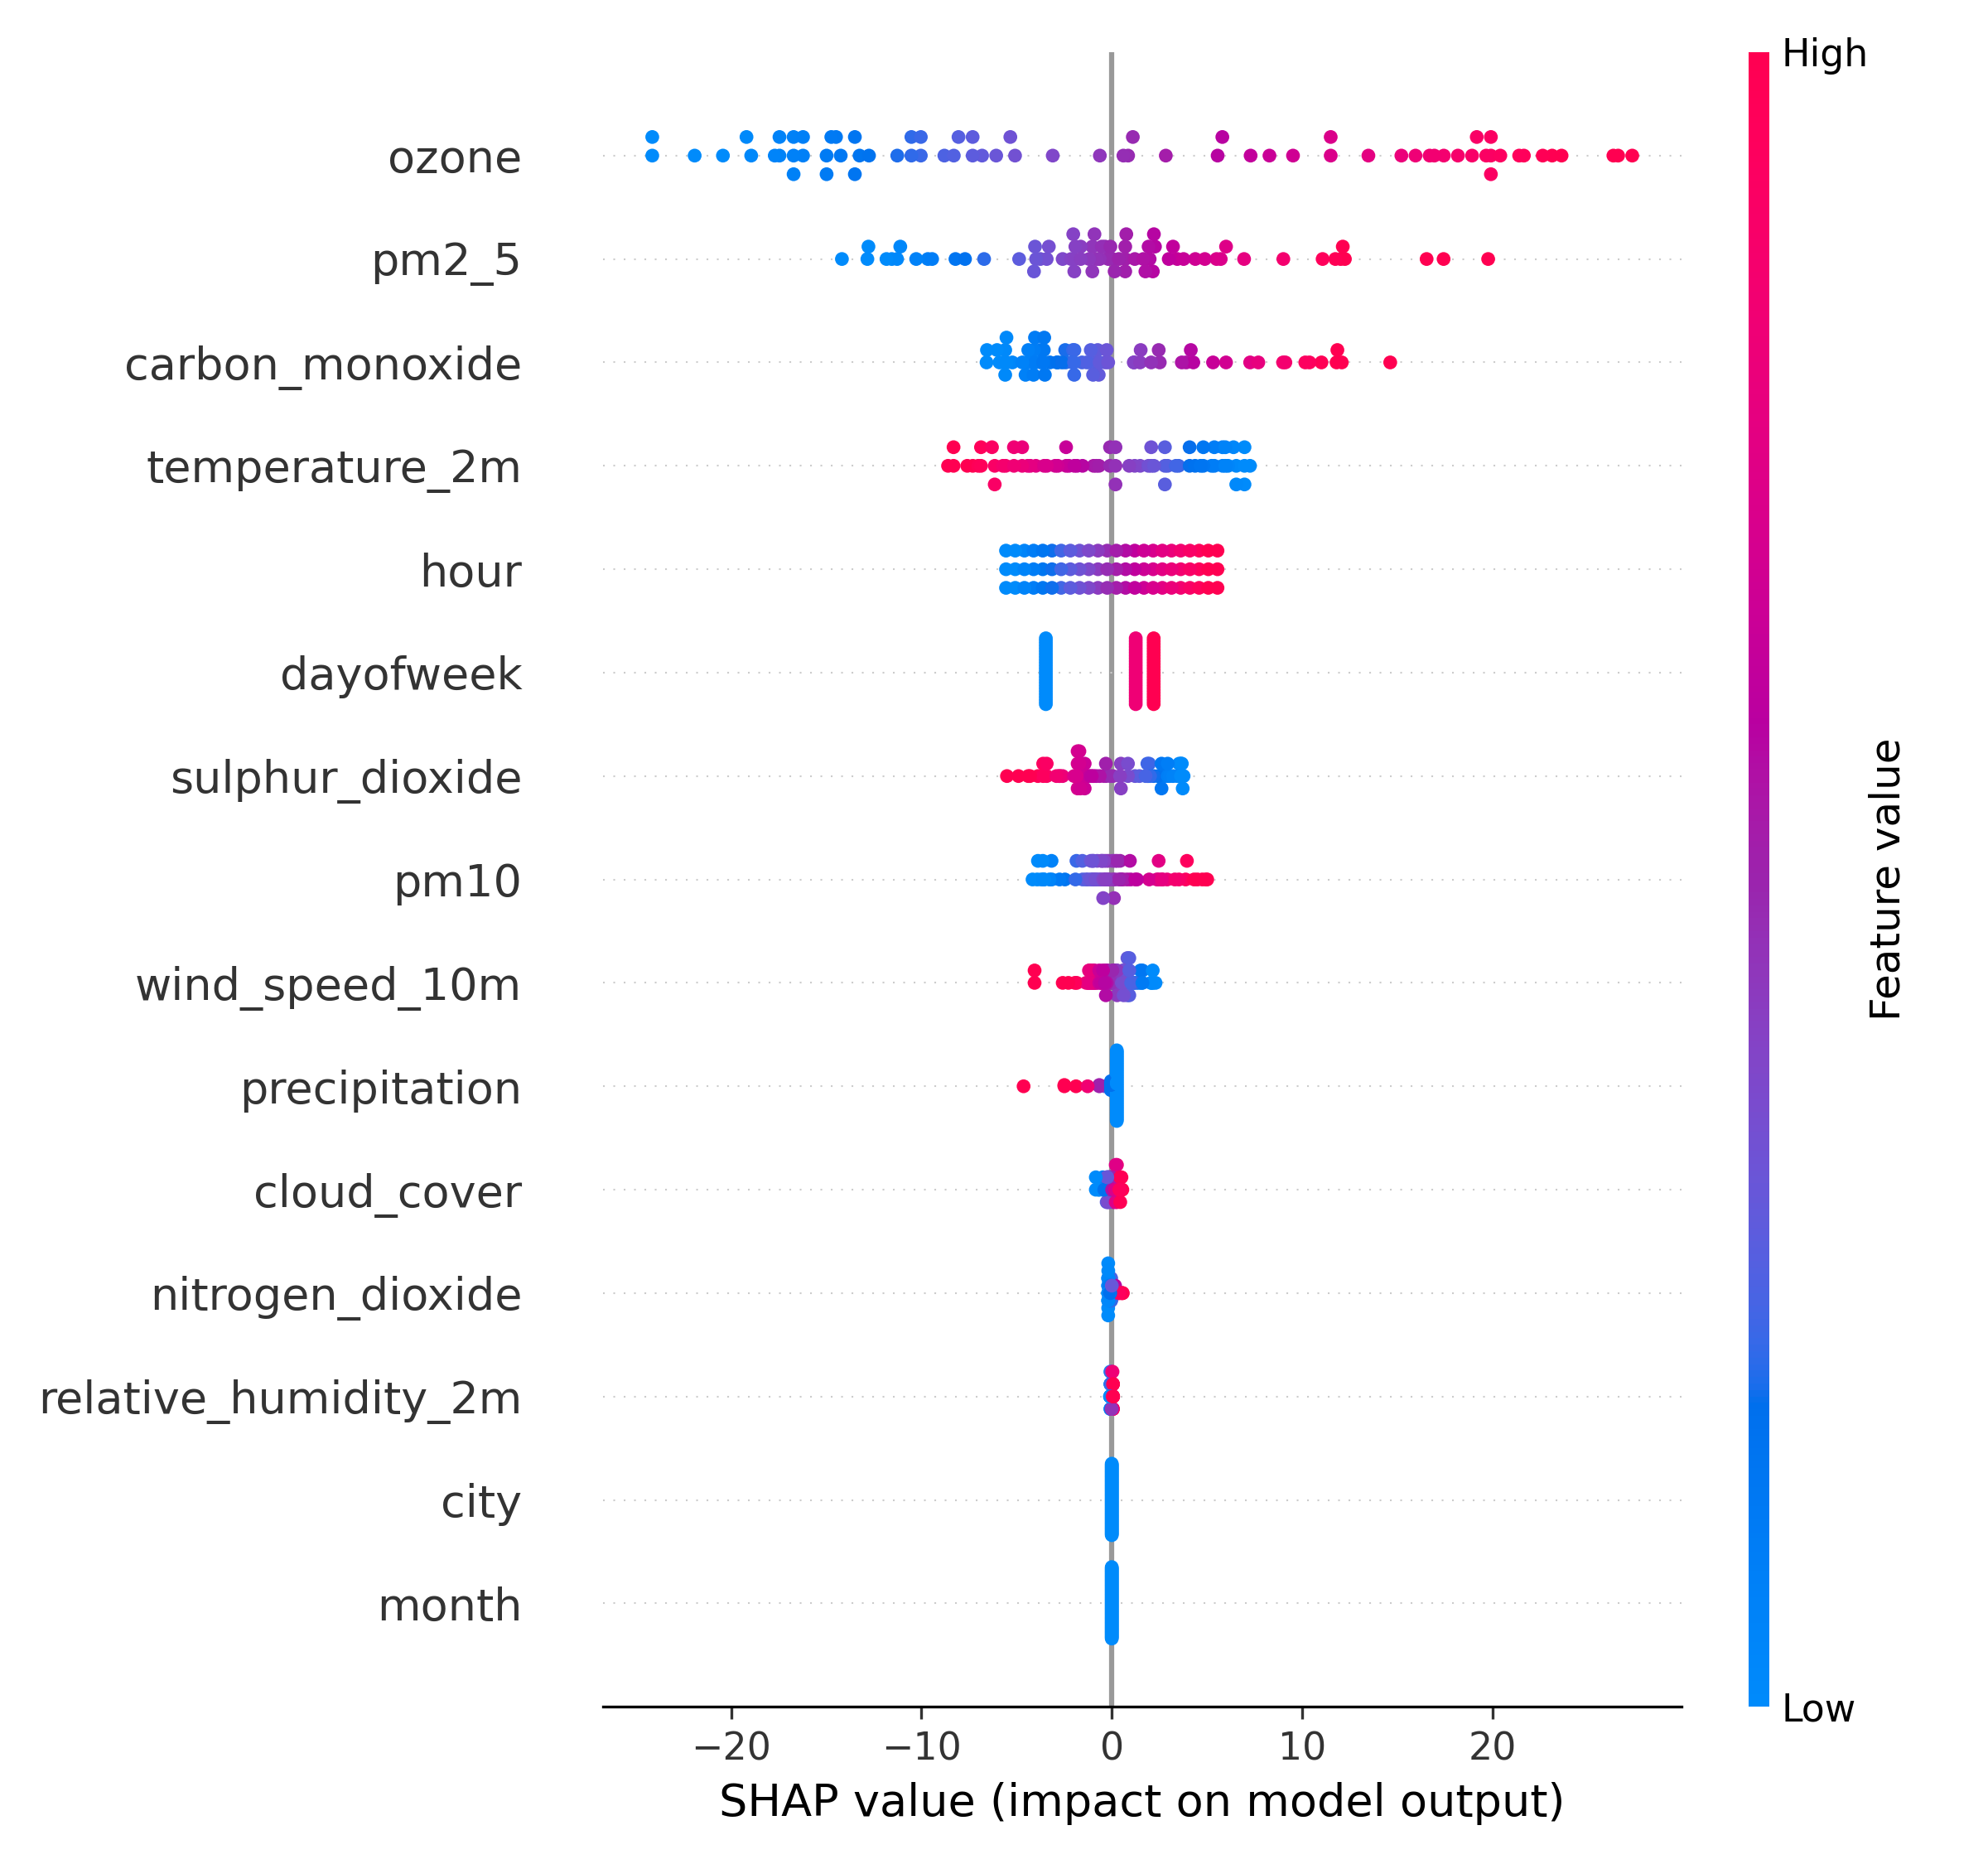 High
ozone
pm2_5
carbon_monoxide
temperature_2m
hour
dayofweek
sulphur_dioxide
pm10
wind_speed_10m
precipitation
cloud_cover
nitrogen_dioxide
relative_humidity_2m
city
month
Feature value
Low
−20 −10 0 10 20
SHAP value (impact on model output)